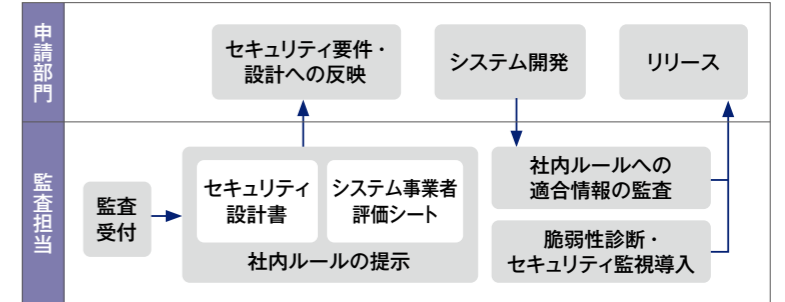 申請部門
セキュリティ要件・
設計への反映
システム開発
リリース
監査担当
監査
受付
セキュリティ
設計書
システム事業者
評価シート
社内ルールの提示
社内ルールへの
適合情報の監査
脆弱性診断・
セキュリティ監視導入